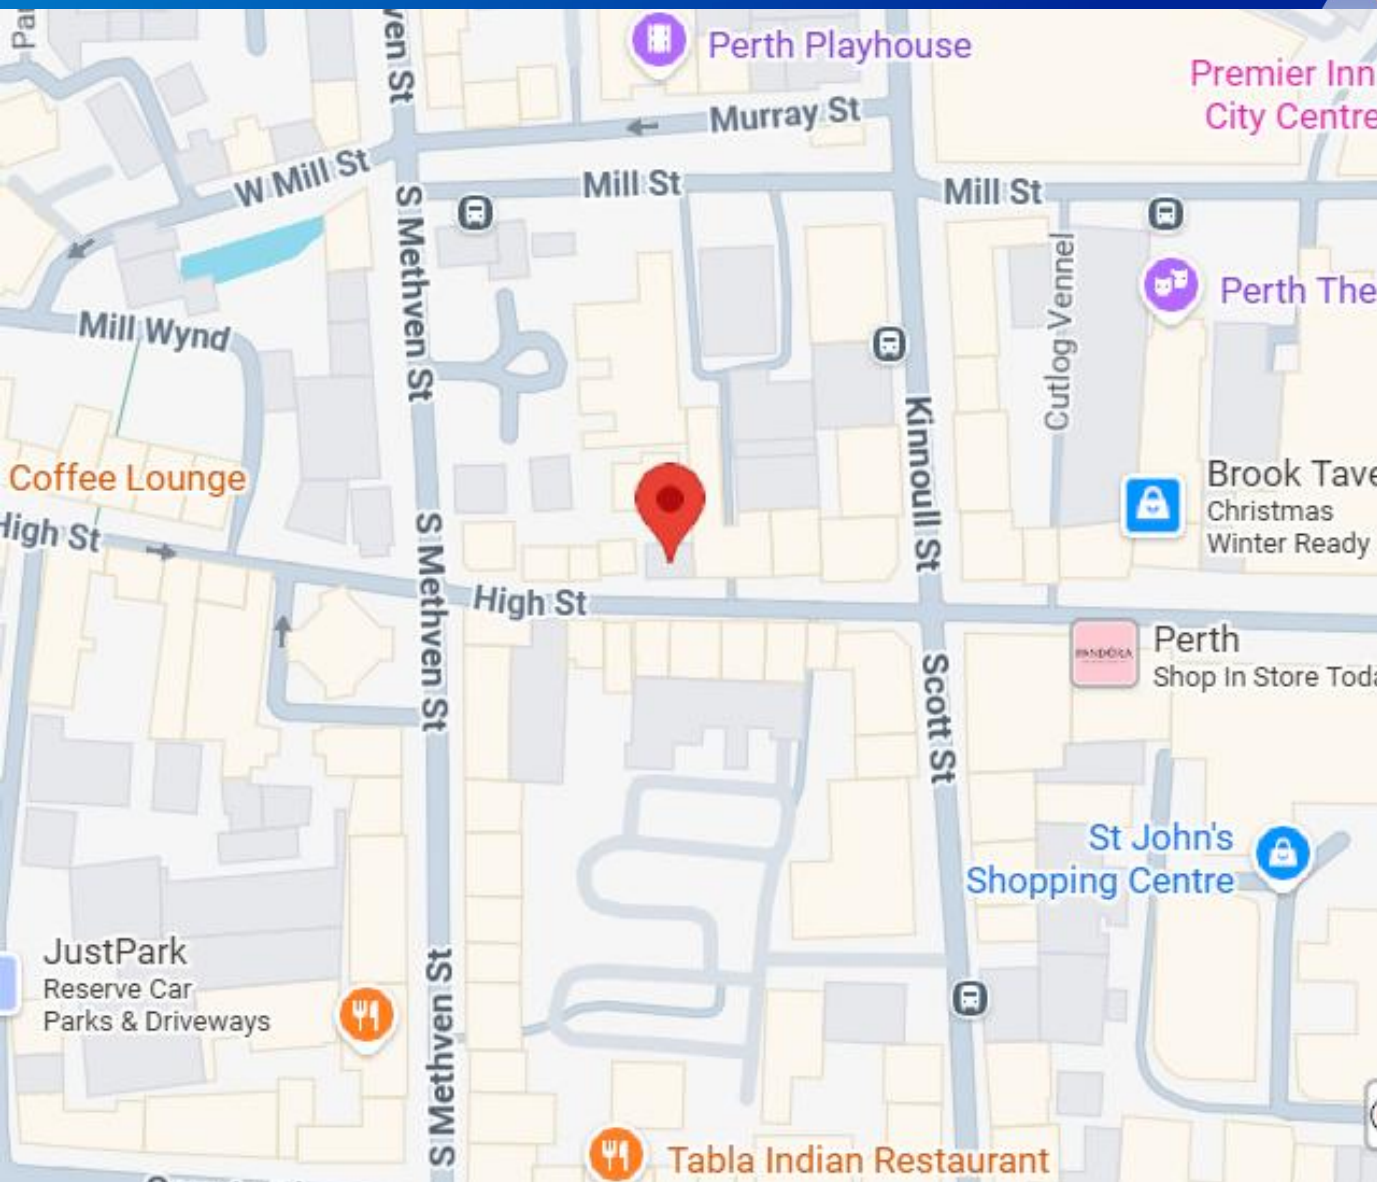 Perth Playhouse
Premier Inn
City Centre
Murray St
W Mill St
Mill St
Mill St
S Methven St
Cutlog Vennel
Perth The
Mill Wynd
Kinnoull St
Coffee Lounge
Brook Tave
Christmas
Winter Ready
High St
S Methven St
High St
Perth
PANDÖRA
Shop In Store Toda
Scott St
St John's
Shopping Centre
JustPark
Reserve Car
Parks & Driveways
S Methven St
Tabla Indian Restaurant